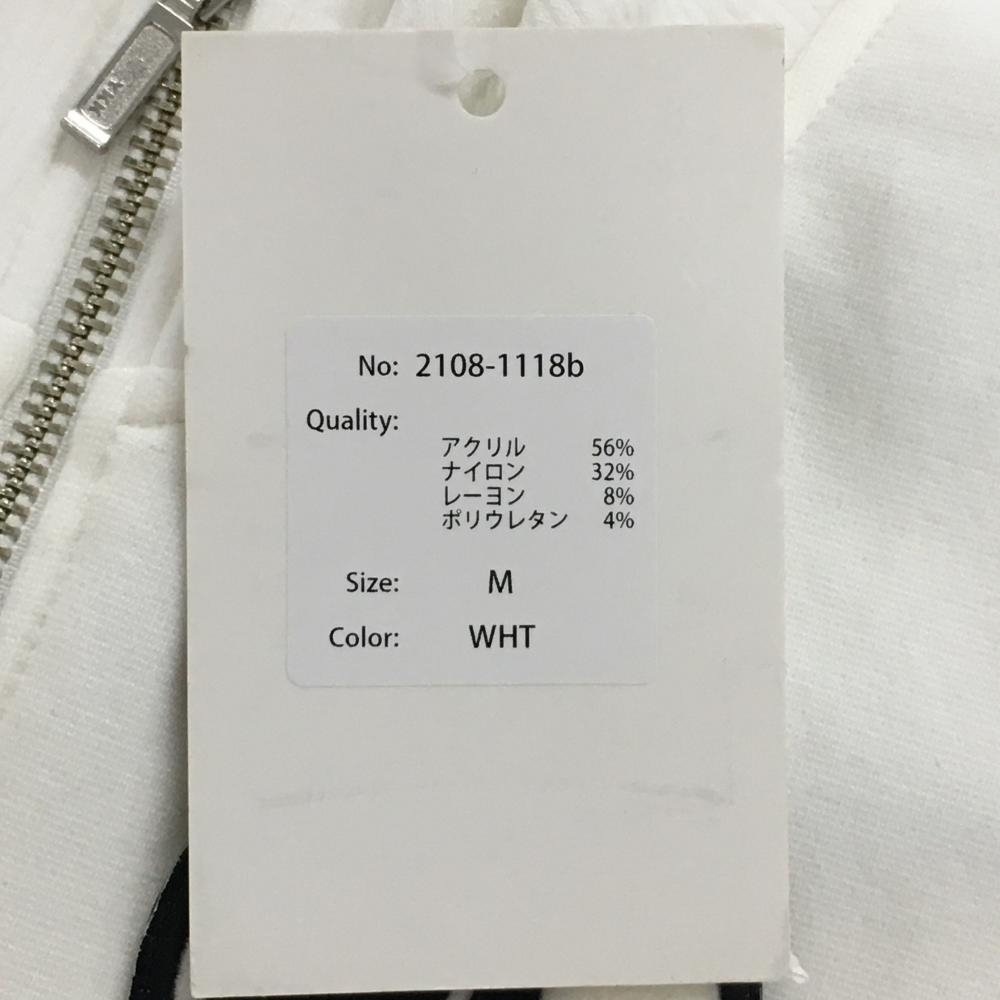 YKK
No: 2108-1118b
Quality:
アクリル 56%
ナイロン 32%
レーヨン 8%
ポリウレタン 4%
Size: M
Color: WHT